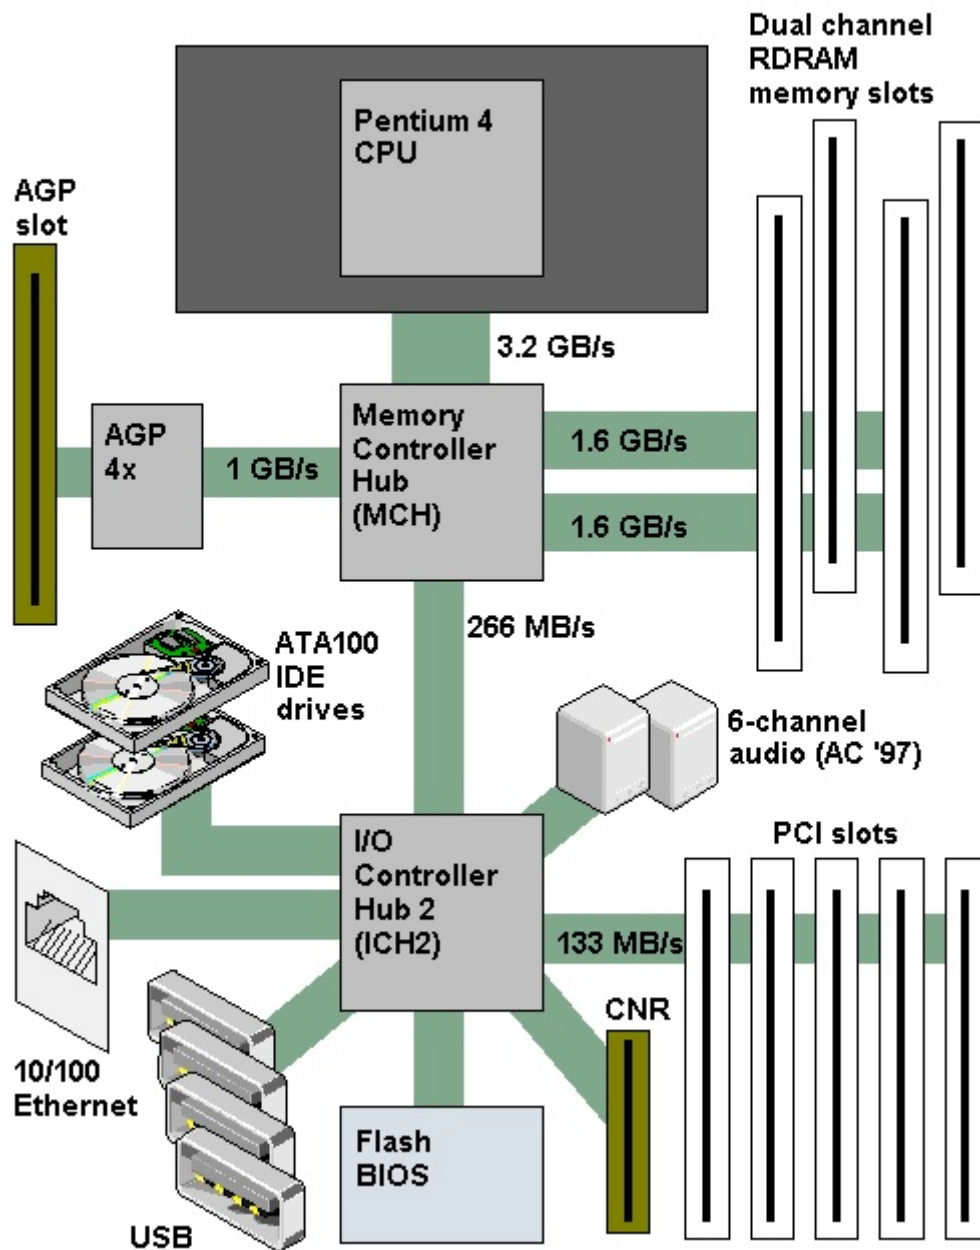 Dual channel
RDRAM
memory slots
Pentium 4
CPU
AGP
slot
3.2 GB/s
AGP
4x
1 GB/s
Memory
Controller
Hub
(MCH)
1.6 GB/s
1.6 GB/s
266 MB/s
ATA100
IDE
drives
6-channel
audio (AC '97)
I/O
Controller
Hub 2
(ICH2)
PCI slots
133 MB/s
CNR
10/100
Ethernet
USB
Flash
BIOS